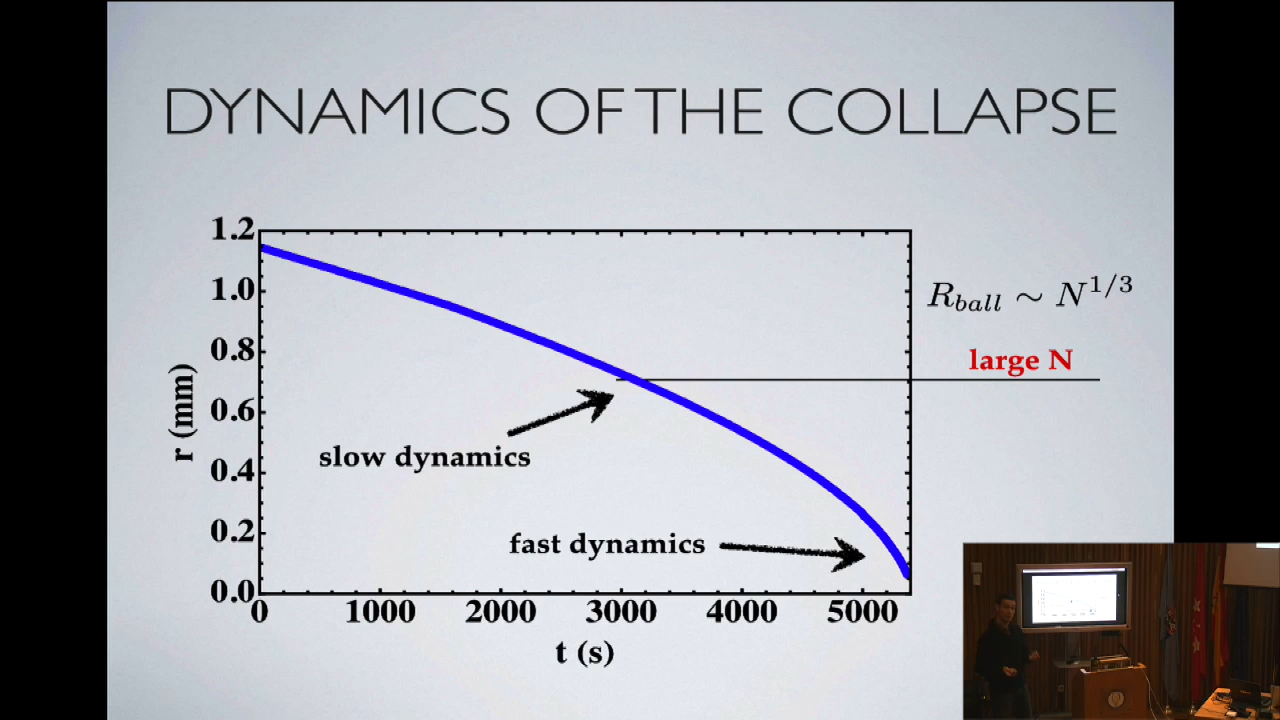 DYNAMICS OF THE COLLAPSE
1.2
1.0
0.8
0.6
0.4
0.2
0.0
r (mm)
0 1000 2000 3000 4000 5000
t (s)
slow dynamics
fast dynamics
R_ball ~ N^1/3
large N